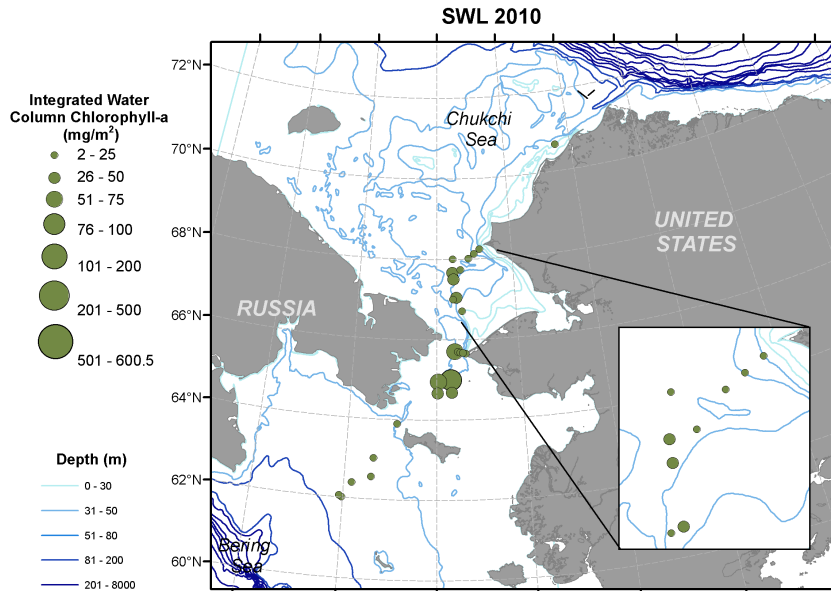 SWL 2010
Integrated Water
Column Chlorophyll-a
(mg/m²)
2 - 25
26 - 50
51 - 75
76 - 100
101 - 200
201 - 500
501 - 600.5
Depth (m)
0 - 30
31 - 50
51 - 80
81 - 200
201 - 8000
72°N
70°N
68°N
66°N
64°N
62°N
60°N
Chukchi
Sea
UNITED
STATES
RUSSIA
Bering
Sea